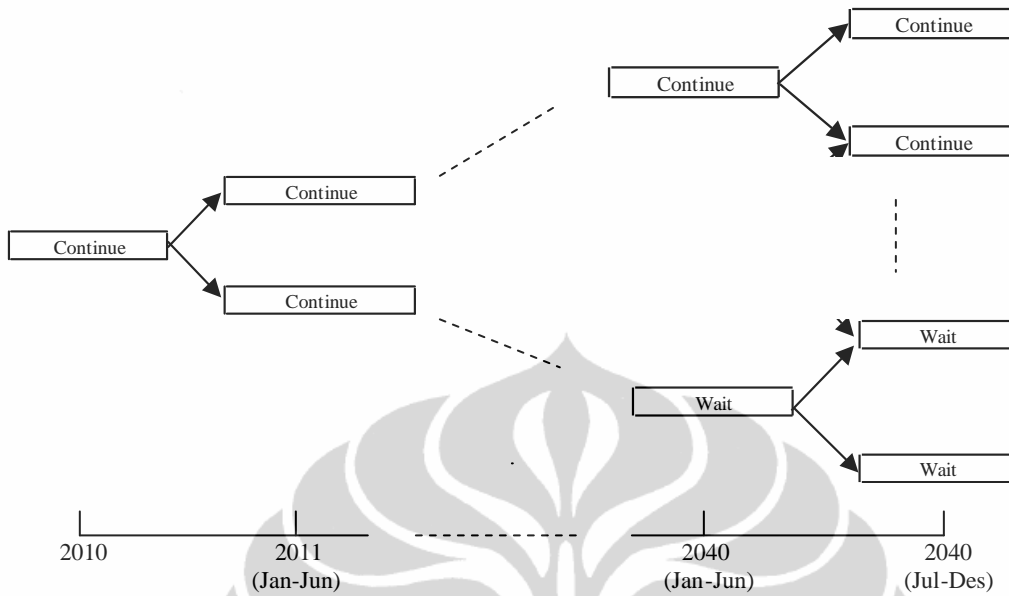 Continue
Continue
Continue
Continue
Continue
Continue
Wait
Wait
Wait
2010
2011
(Jan-Jun)
2040
(Jan-Jun)
2040
(Jul-Des)